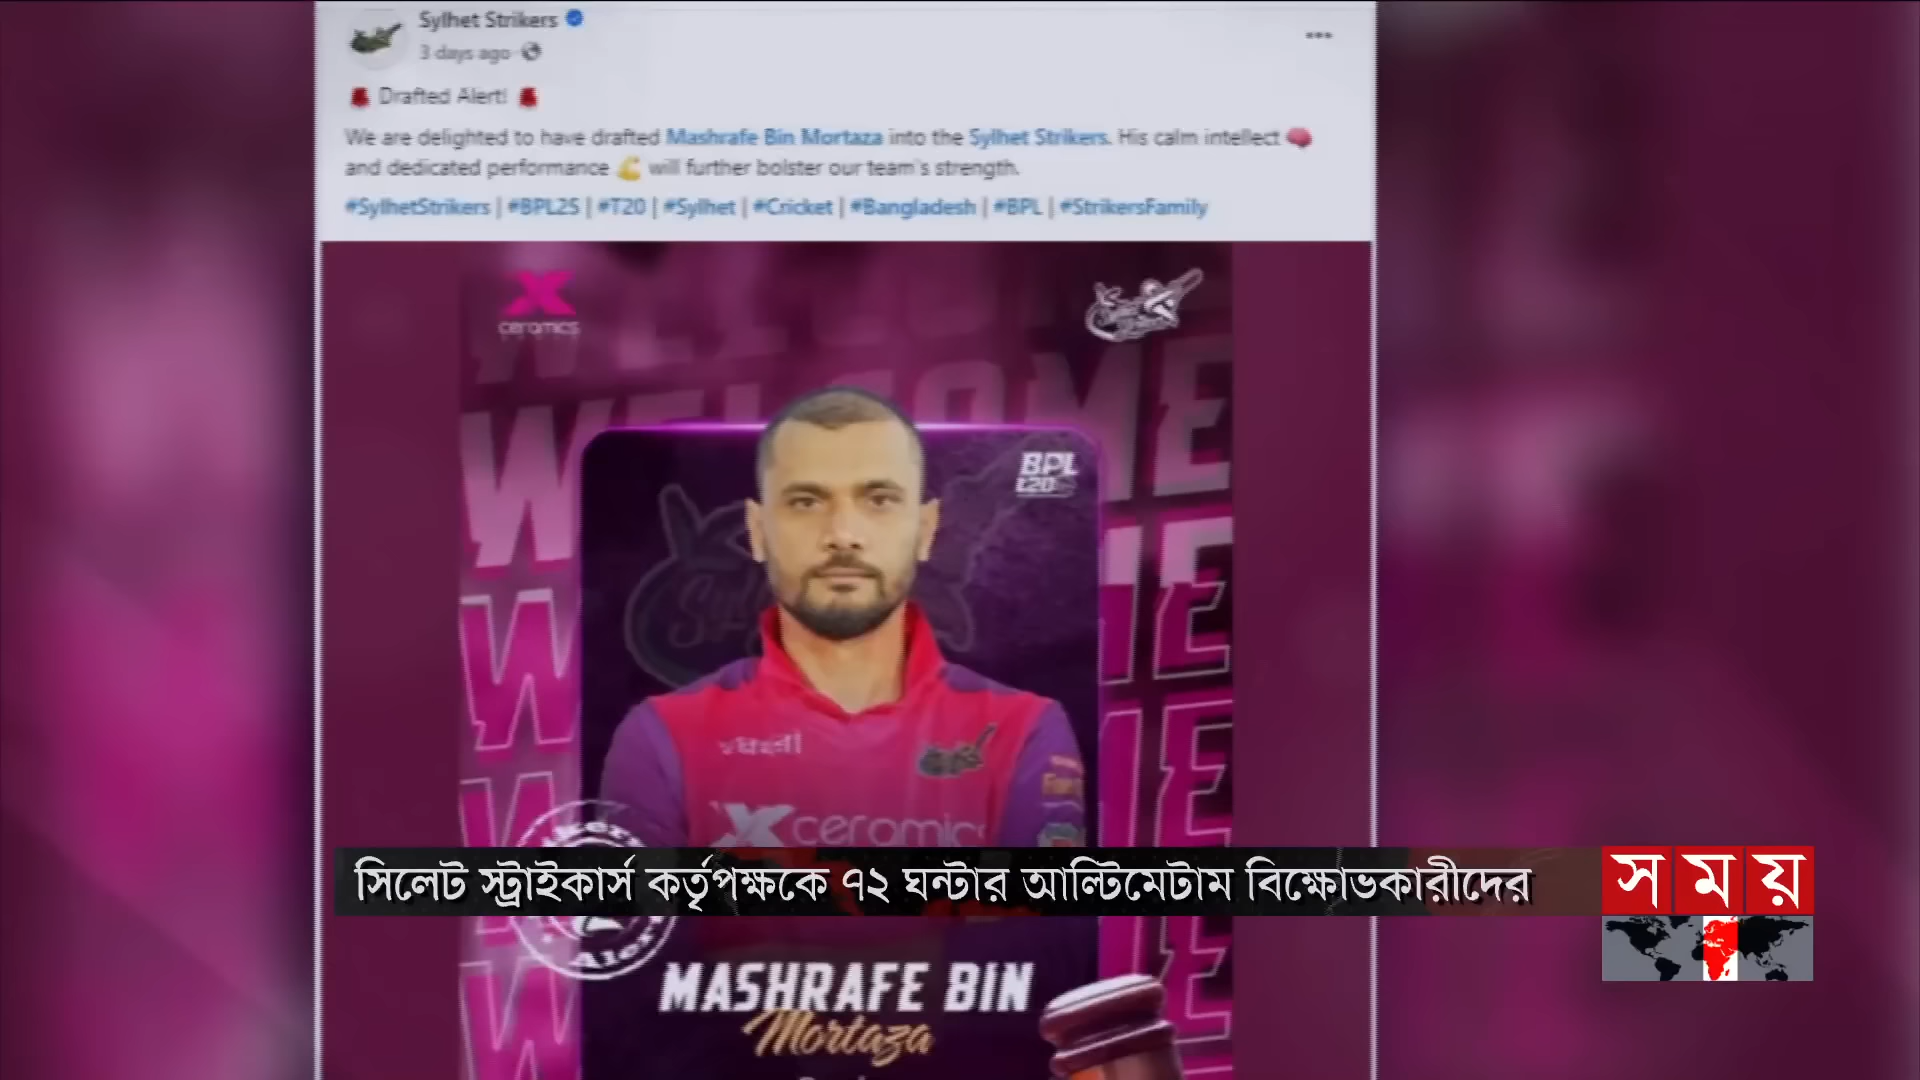 Sylhet Strikers
3 days ago
Drafted Alert!
We are delighted to have drafted Mashrafe Bin Mortaza into the Sylhet Strikers. His calm intellect
and dedicated performance will further bolster our team's strength.
#SylhetStrikers | #BPL25 | #T20 | #Sylhet | #Cricket | #Bangladesh | #BPL | #StrikersFamily
X
ceramics
WELCOME
WELCOME
BPL
t20
X ceramics
সিলেট স্ট্রাইকার্স কর্তৃপক্ষকে ৭২ ঘন্টার আল্টিমেটাম বিক্ষোভকারীদের
সময়
MASHRAFE BIN
Mortaza